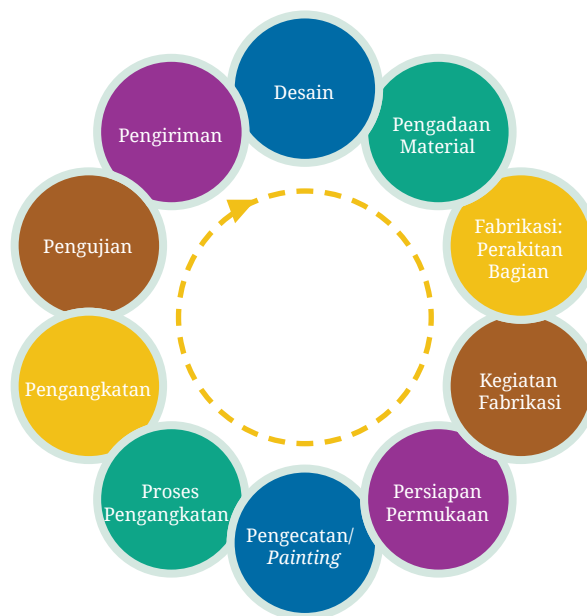 Desain
Pengadaan
Material
Fabrikasi:
Perakitan
Bagian
Kegiatan
Fabrikasi
Persiapan
Permukaan
Pengecatan/
Painting
Proses
Pengangkatan
Pengangkatan
Pengujian
Pengiriman